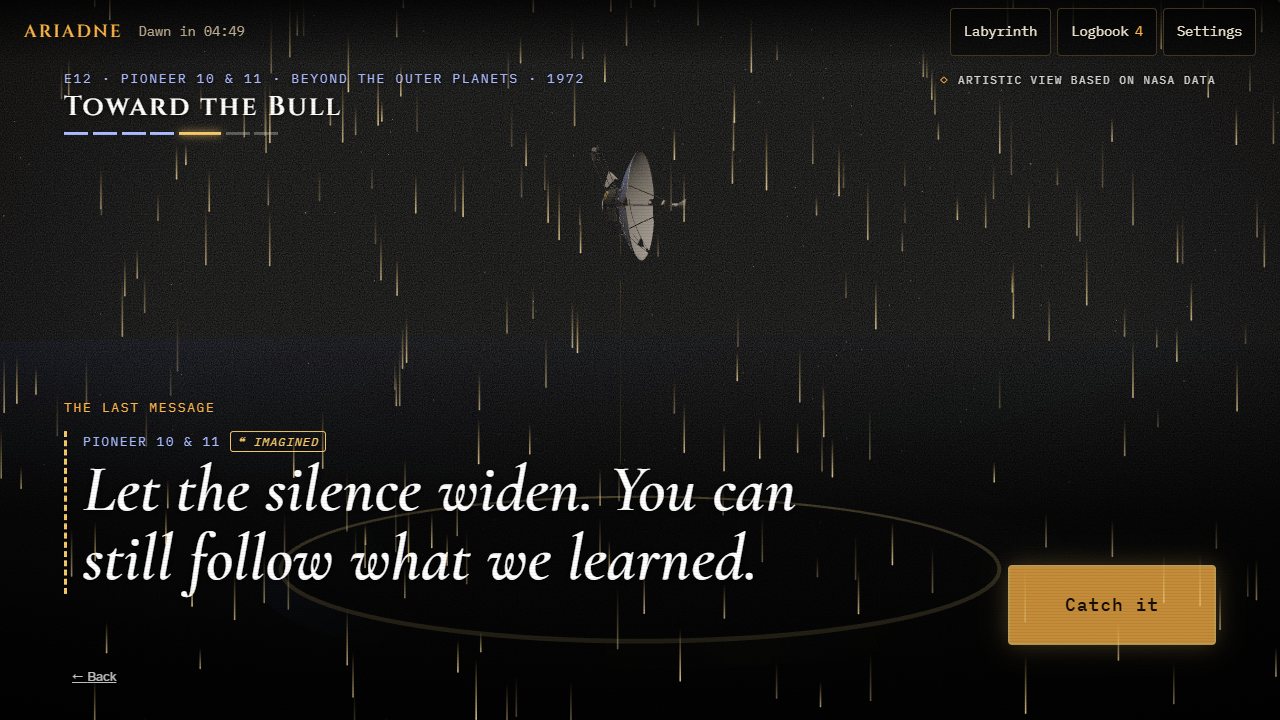 ARIADNE Dawn in 04:49 Labyrinth Logbook 4 Settings
E12 · PIONEER 10 & 11 · BEYOND THE OUTER PLANETS · 1972
◇ ARTISTIC VIEW BASED ON NASA DATA
Toward the Bull
THE LAST MESSAGE
PIONEER 10 & 11 ❝ IMAGINED
Let the silence widen. You can
still follow what we learned.
Catch it
← Back